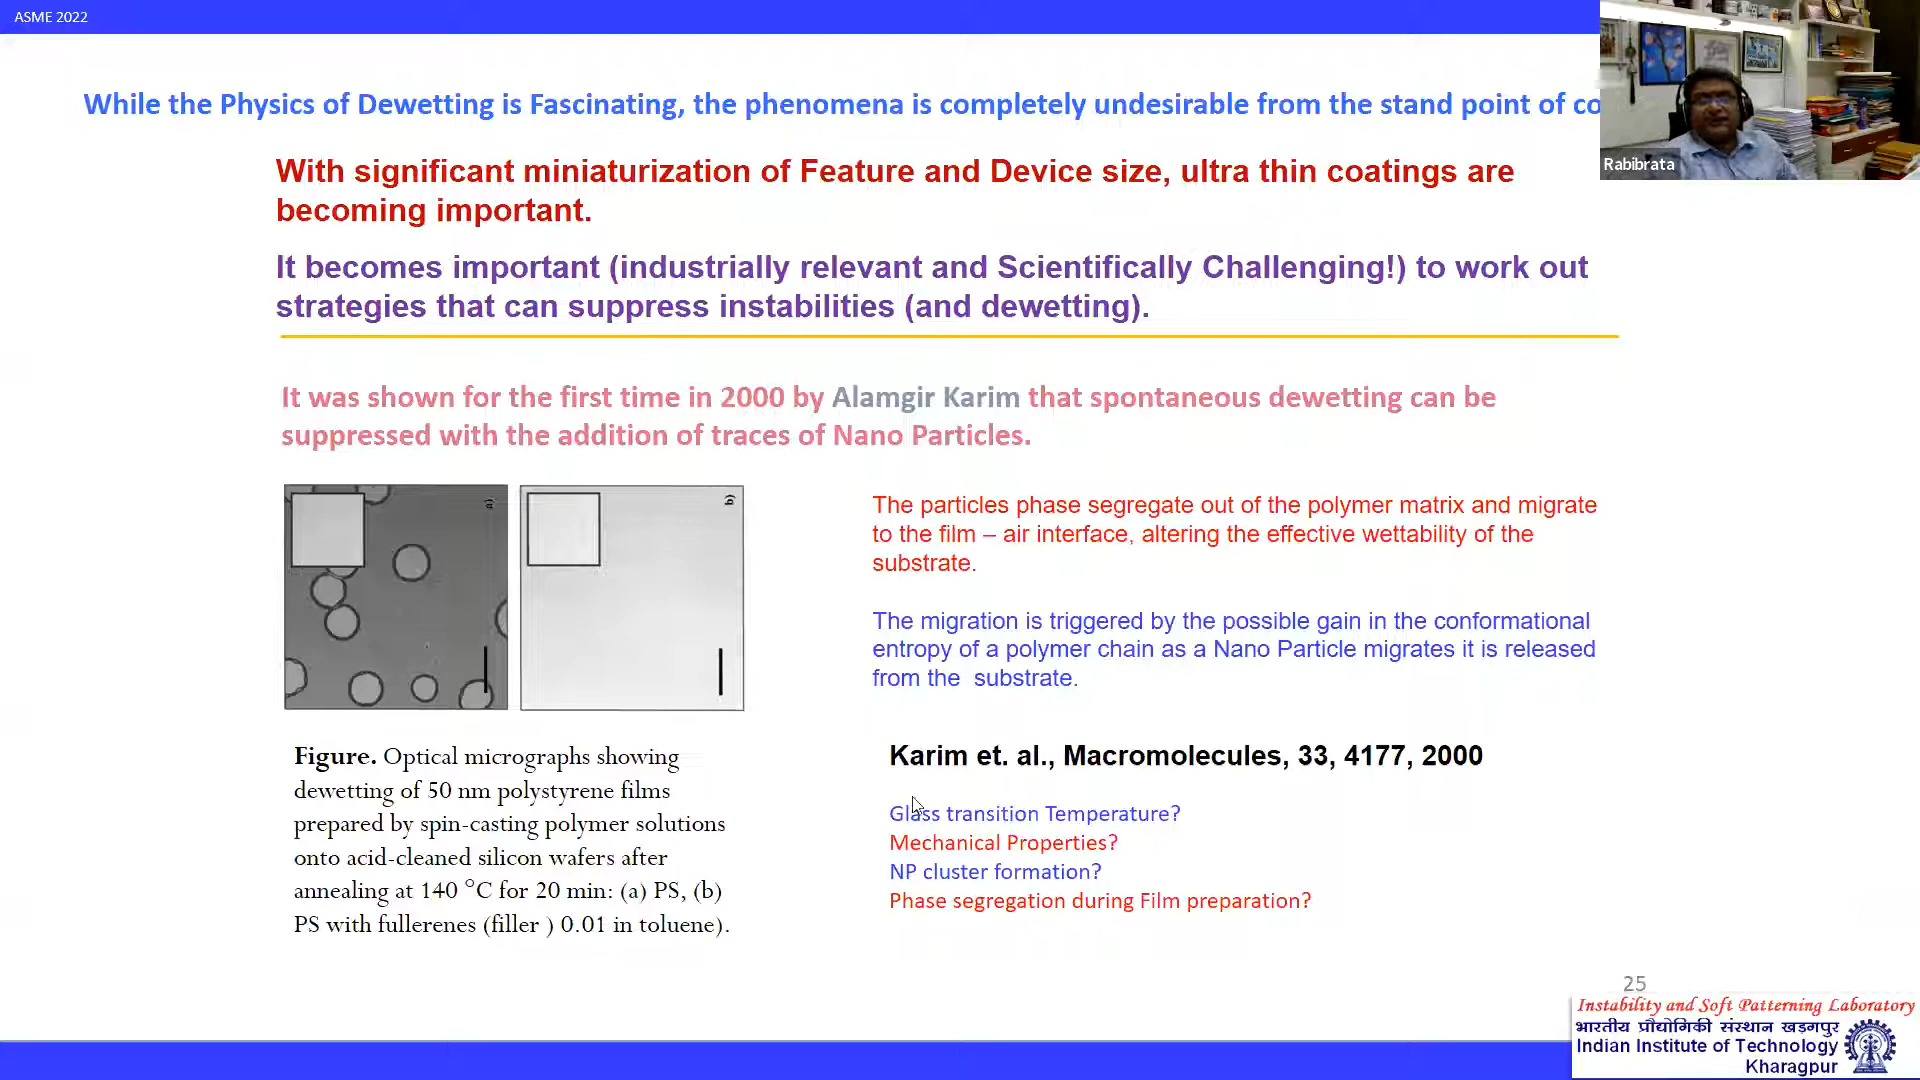 ASME 2022
While the Physics of Dewetting is Fascinating, the phenomena is completely undesirable from the stand point of co
Rabibrata
With significant miniaturization of Feature and Device size, ultra thin coatings are
becoming important.
It becomes important (industrially relevant and Scientifically Challenging!) to work out
strategies that can suppress instabilities (and dewetting).
It was shown for the first time in 2000 by Alamgir Karim that spontaneous dewetting can be
suppressed with the addition of traces of Nano Particles.
a)
b)
The particles phase segregate out of the polymer matrix and migrate
to the film – air interface, altering the effective wettability of the
substrate.
The migration is triggered by the possible gain in the conformational
entropy of a polymer chain as a Nano Particle migrates it is released
from the substrate.
Figure. Optical micrographs showing
dewetting of 50 nm polystyrene films
prepared by spin-casting polymer solutions
onto acid-cleaned silicon wafers after
annealing at 140 °C for 20 min: (a) PS, (b)
PS with fullerenes (filler ) 0.01 in toluene).
Karim et. al., Macromolecules, 33, 4177, 2000
Glass transition Temperature?
Mechanical Properties?
NP cluster formation?
Phase segregation during Film preparation?
25
Instability and Soft Patterning Laboratory
भारतीय प्रौद्योगिकी संस्थान खड़गपुर
Indian Institute of Technology
Kharagpur